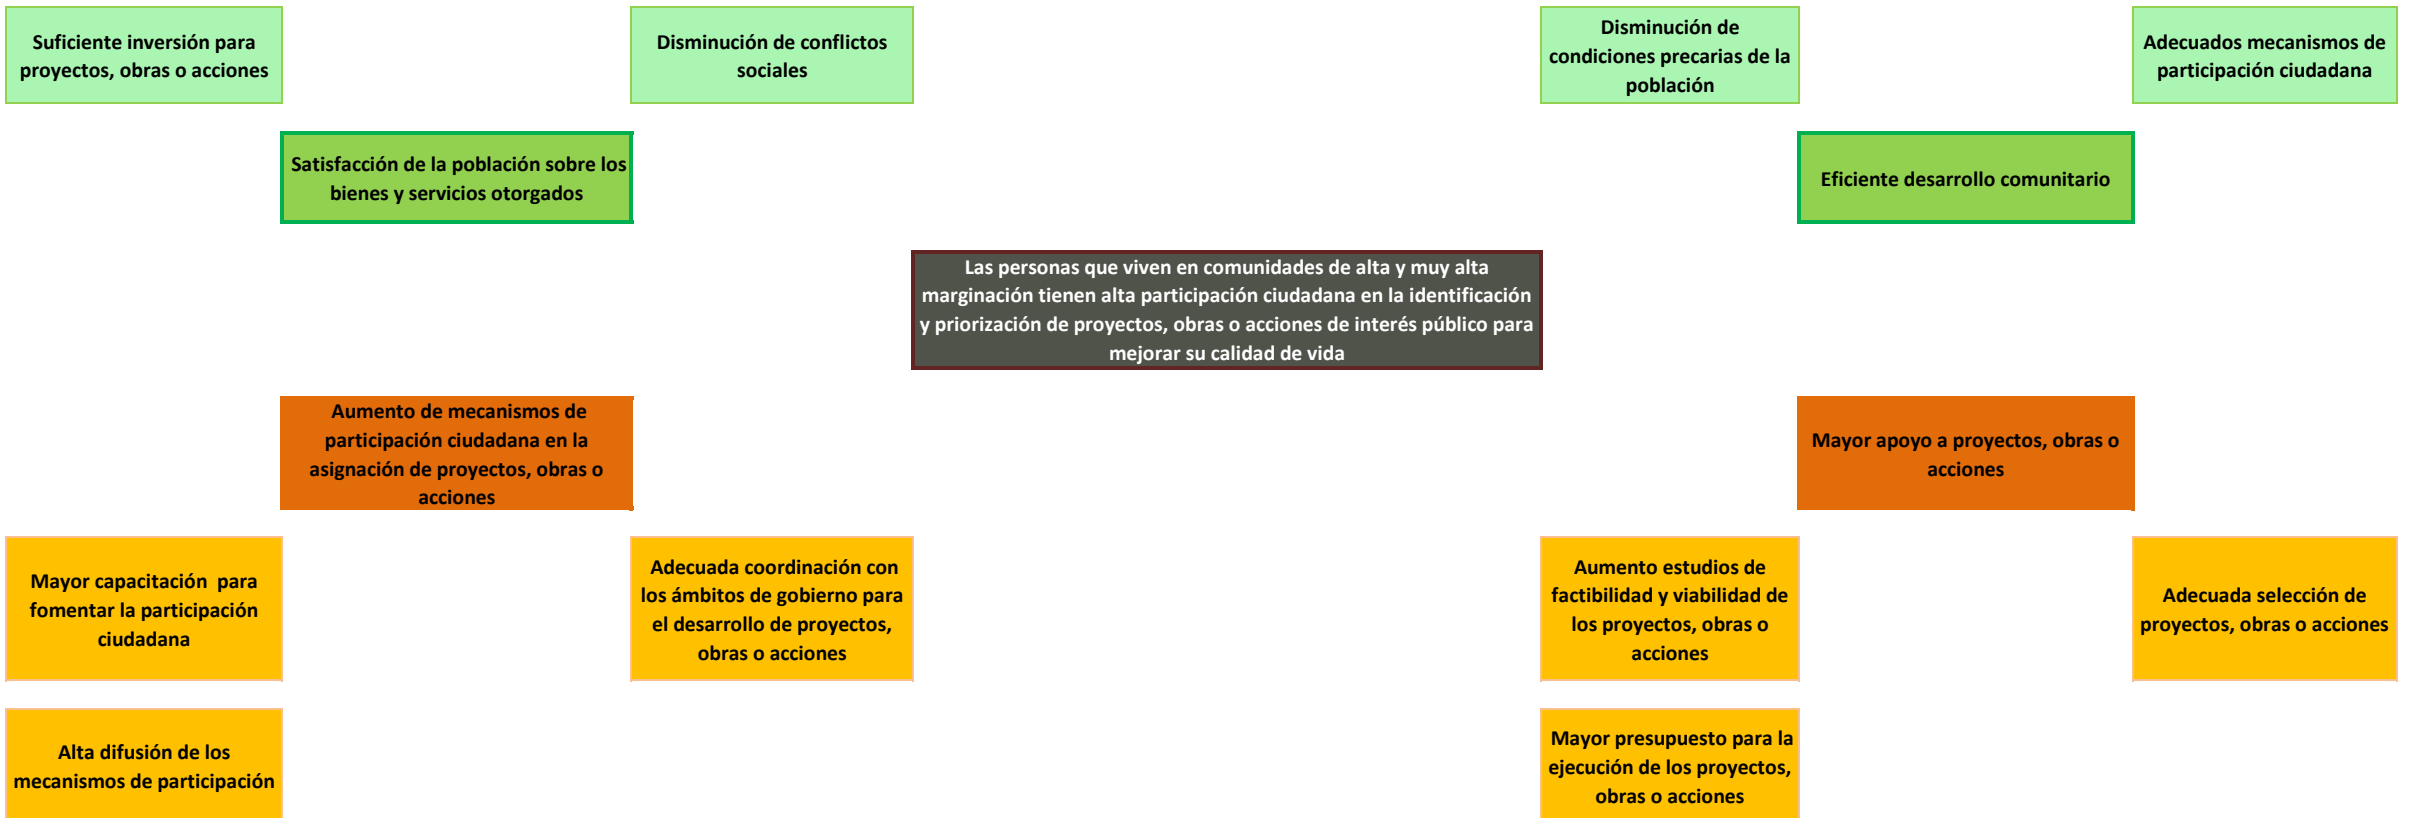 Suficiente inversión para
proyectos, obras o acciones
Disminución de conflictos
sociales
Disminución de
condiciones precarias de la
población
Adecuados mecanismos de
participación ciudadana
Satisfacción de la población sobre los
bienes y servicios otorgados
Eficiente desarrollo comunitario
Las personas que viven en comunidades de alta y muy alta
marginación tienen alta participación ciudadana en la identificación
y priorización de proyectos, obras o acciones de interés público para
mejorar su calidad de vida
Aumento de mecanismos de
participación ciudadana en la
asignación de proyectos, obras o
acciones
Mayor apoyo a proyectos, obras o
acciones
Mayor capacitación  para
fomentar la participación
ciudadana
Adecuada coordinación con
los ámbitos de gobierno para
el desarrollo de proyectos,
obras o acciones
Aumento estudios de
factibilidad y viabilidad de
los proyectos, obras o
acciones
Adecuada selección de
proyectos, obras o acciones
Alta difusión de los
mecanismos de participación
Mayor presupuesto para la
ejecución de los proyectos,
obras o acciones